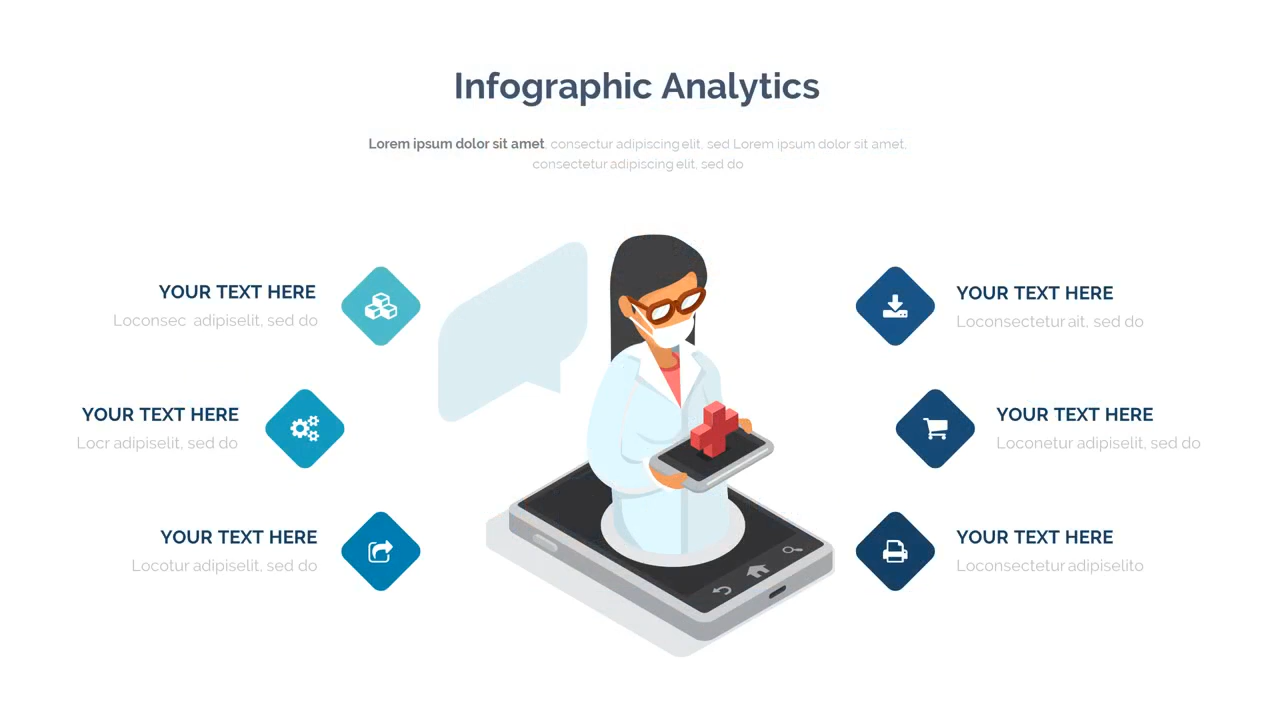 Infographic Analytics
Lorem ipsum dolor sit amet, consectur adipiscing elit, sed Lorem ipsum dolor sit amet,
consectetur adipiscing elit, sed do
YOUR TEXT HERE
Loconsec adipiselit, sed do
YOUR TEXT HERE
Locr adipiselit, sed do
YOUR TEXT HERE
Locotur adipiselit, sed do
YOUR TEXT HERE
Loconsectetur ait, sed do
YOUR TEXT HERE
Loconetur adipiselit, sed do
YOUR TEXT HERE
Loconsectetur adipiselito